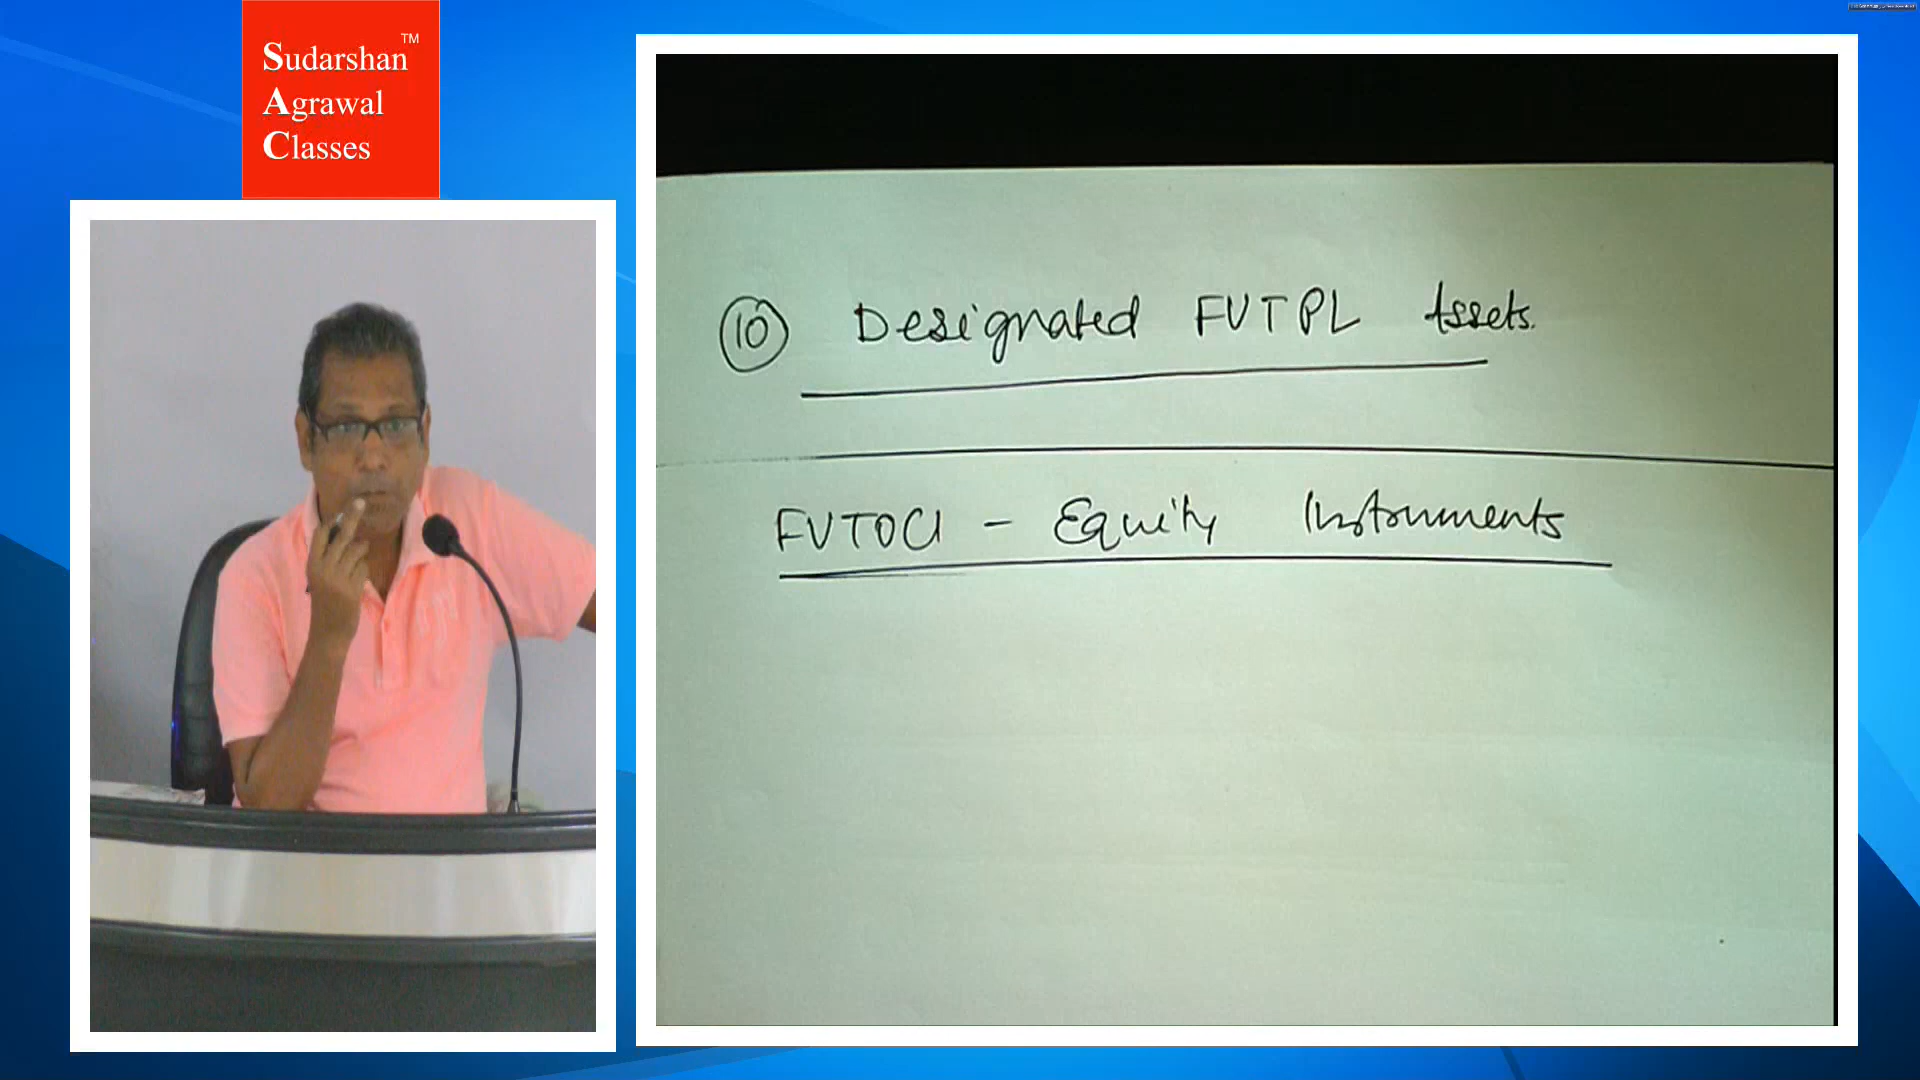 Sudarshan™
Agrawal
Classes
10 Designated FVTPL Assets.
FVTOCI - Equity Instruments